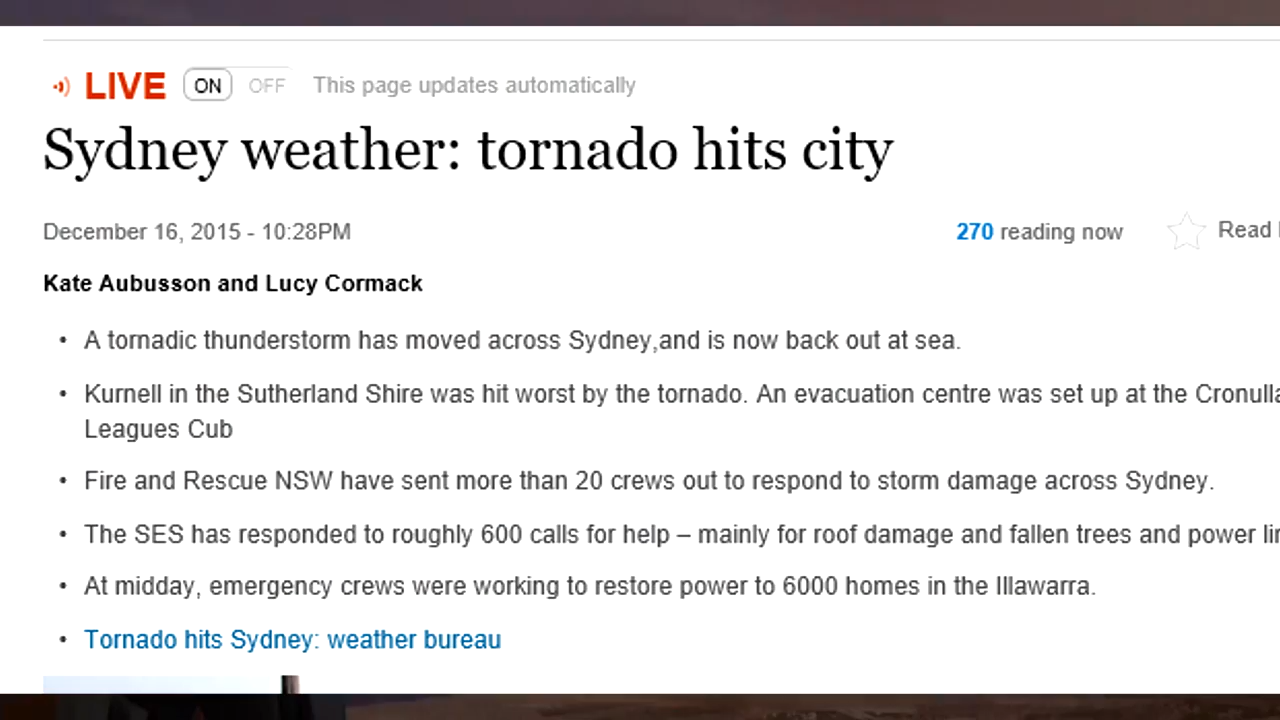 LIVE ON OFF This page updates automatically
Sydney weather: tornado hits city
December 16, 2015 - 10:28PM 270 reading now Read
Kate Aubusson and Lucy Cormack
• A tornadic thunderstorm has moved across Sydney,and is now back out at sea.
• Kurnell in the Sutherland Shire was hit worst by the tornado. An evacuation centre was set up at the Cronulla
Leagues Cub
• Fire and Rescue NSW have sent more than 20 crews out to respond to storm damage across Sydney.
• The SES has responded to roughly 600 calls for help – mainly for roof damage and fallen trees and power
• At midday, emergency crews were working to restore power to 6000 homes in the Illawarra.
• Tornado hits Sydney: weather bureau